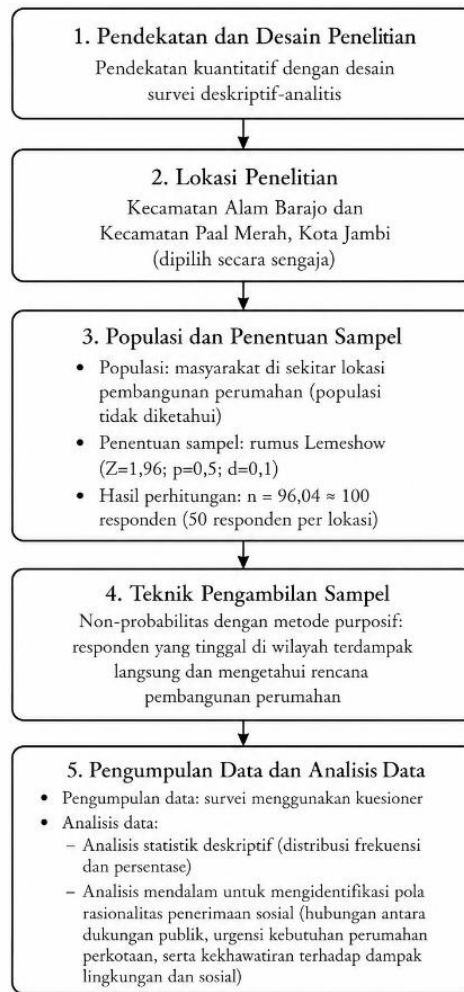 1. Pendekatan dan Desain Penelitian
Pendekatan kuantitatif dengan desain
survei deskriptif-analitis
2. Lokasi Penelitian
Kecamatan Alam Barajo dan
Kecamatan Paal Merah, Kota Jambi
(dipilih secara sengaja)
3. Populasi dan Penentuan Sampel
• Populasi: masyarakat di sekitar lokasi
pembangunan perumahan (populasi
tidak diketahui)
• Penentuan sampel: rumus Lemeshow
(Z=1,96; p=0,5; d=0,1)
• Hasil perhitungan: n = 96,04 ≈ 100
responden (50 responden per lokasi)
4. Teknik Pengambilan Sampel
Non-probabilitas dengan metode purposif:
responden yang tinggal di wilayah terdampak
langsung dan mengetahui rencana
pembangunan perumahan
5. Pengumpulan Data dan Analisis Data
• Pengumpulan data: survei menggunakan kuesioner
• Analisis data:
– Analisis statistik deskriptif (distribusi frekuensi
dan persentase)
– Analisis mendalam untuk mengidentifikasi pola
rasionalitas penerimaan sosial (hubungan antara
dukungan publik, urgensi kebutuhan perumahan
perkotaan, serta kekhawatiran terhadap dampak
lingkungan dan sosial)